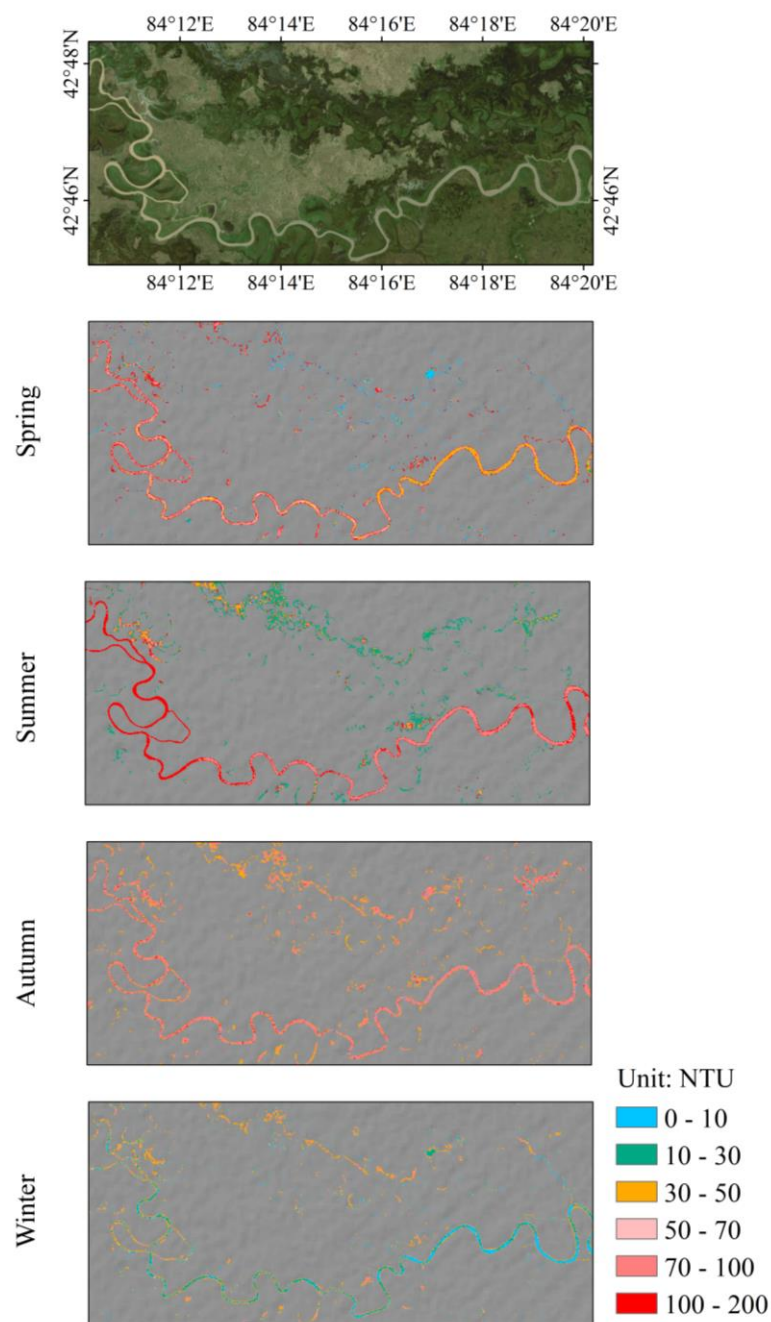 84°12'E 84°14'E 84°16'E 84°18'E 84°20'E
42°48'N
42°46'N
42°46'N
84°12'E 84°14'E 84°16'E 84°18'E 84°20'E
Spring
Summer
Autumn
Winter
Unit: NTU
0 - 10
10 - 30
30 - 50
50 - 70
70 - 100
100 - 200